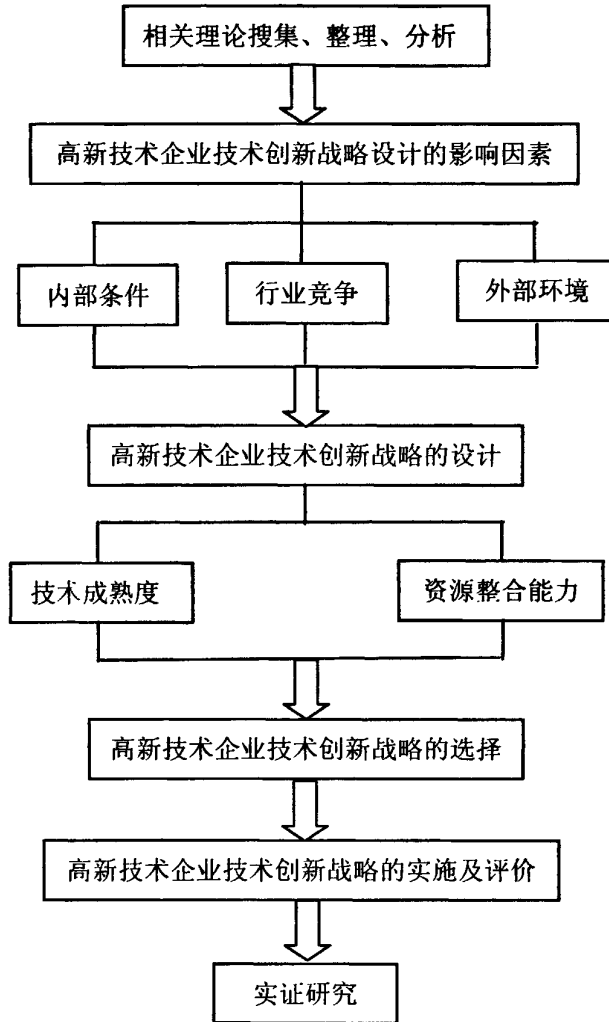 相关理论搜集、整理、分析
高新技术企业技术创新战略设计的影响因素
内部条件
行业竞争
外部环境
高新技术企业技术创新战略的设计
技术成熟度
资源整合能力
高新技术企业技术创新战略的选择
高新技术企业技术创新战略的实施及评价
实证研究